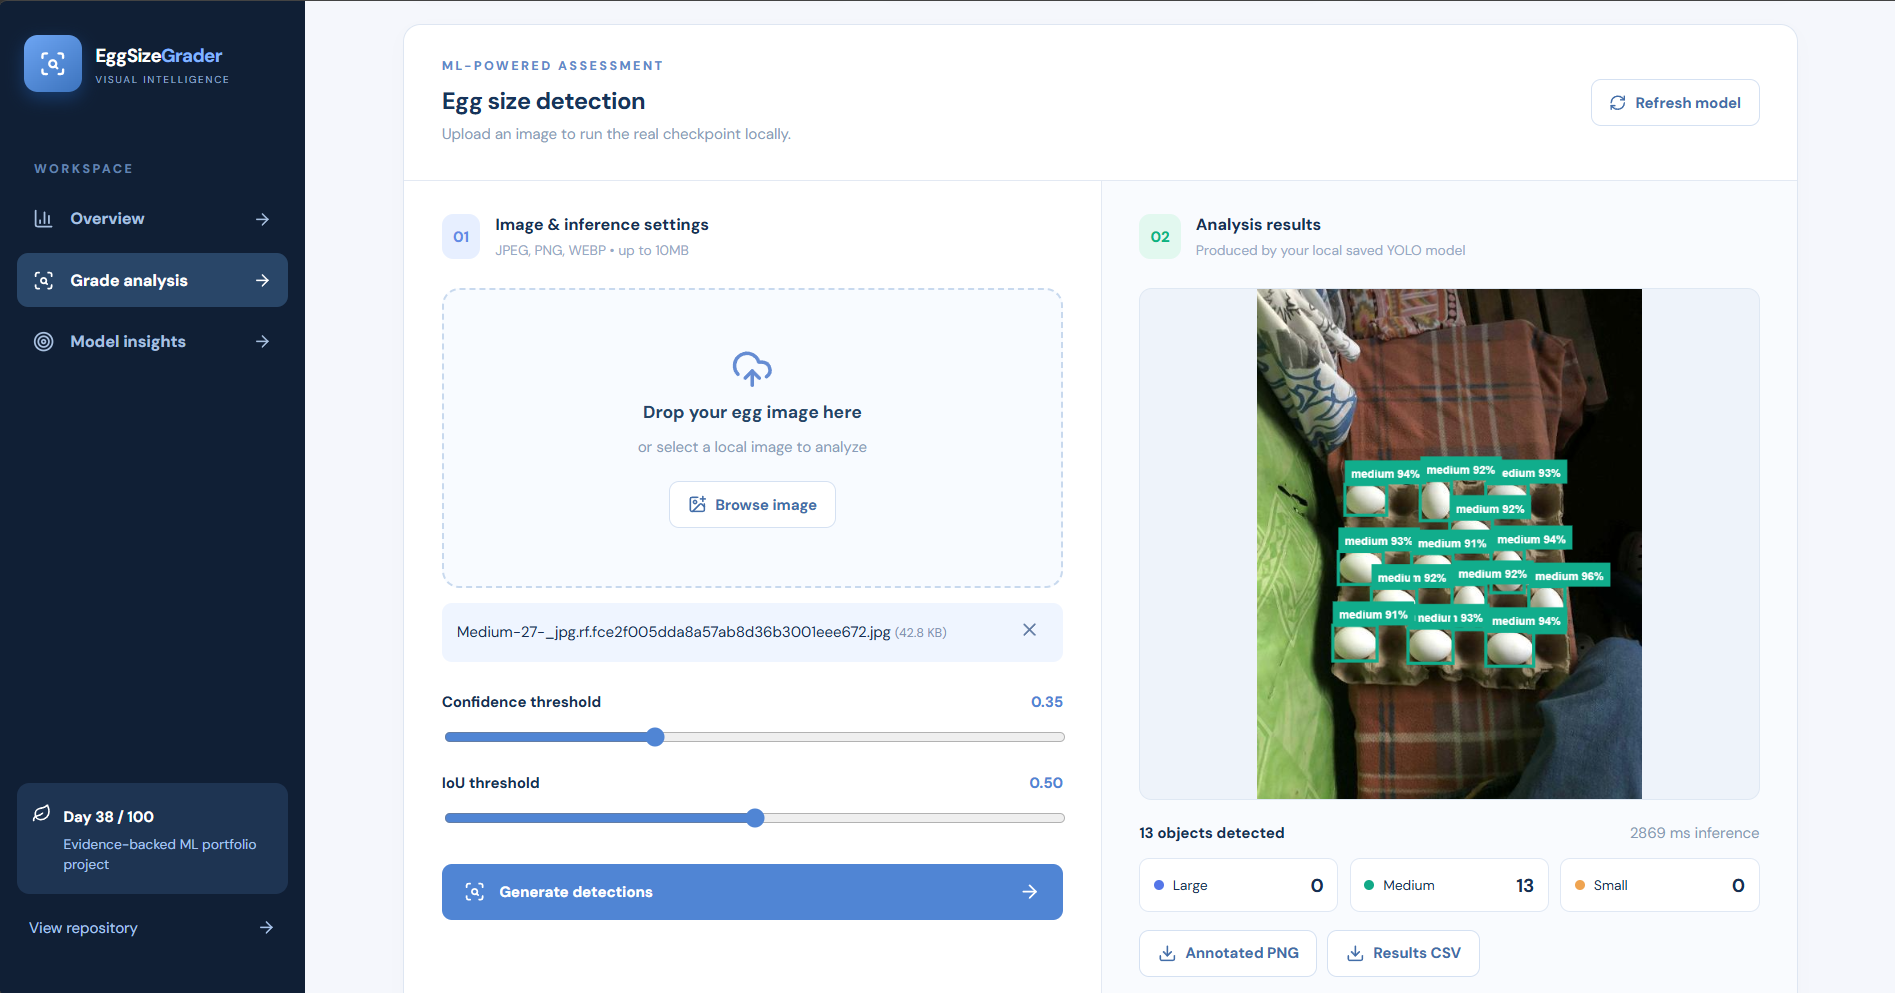 EggSizeGrader
VISUAL INTELLIGENCE
WORKSPACE
Overview
Grade analysis
Model insights
Day 38 / 100
Evidence-backed ML portfolio
project
View repository
ML-POWERED ASSESSMENT
Egg size detection
Upload an image to run the real checkpoint locally.
Refresh model
01
Image & inference settings
JPEG, PNG, WEBP • up to 10MB
Drop your egg image here
or select a local image to analyze
Browse image
Medium-27-_jpg.rf.fce2f005dda8a57ab8d36b3001eee672.jpg (42.8 KB)
Confidence threshold 0.35
IoU threshold 0.50
Generate detections
02
Analysis results
Produced by your local saved YOLO model
medium 94% medium 92% edium 93%
medium 92%
medium 93% medium 91% medium 94%
mediu m 92% medium 92% medium 96%
medium 91% mediu 93% medium 94%
13 objects detected 2869 ms inference
Large 0 Medium 13 Small 0
Annotated PNG Results CSV